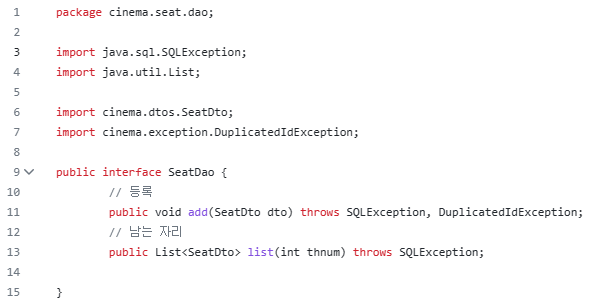 1 package cinema.seat.dao;
2
3 import java.sql.SQLException;
4 import java.util.List;
5
6 import cinema.dtos.SeatDto;
7 import cinema.exception.DuplicatedIdException;
8
9 public interface SeatDao {
10 // 등록
11 public void add(SeatDto dto) throws SQLException, DuplicatedIdException;
12 // 남는 자리
13 public List<SeatDto> list(int thnum) throws SQLException;
14
15 }